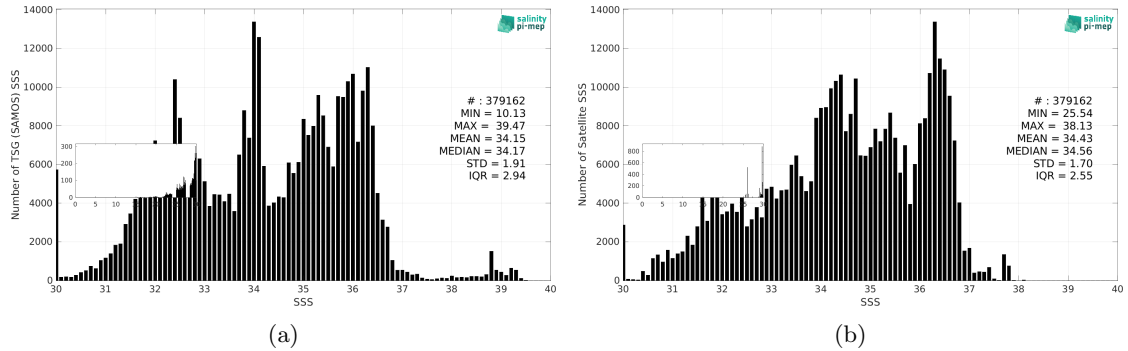 14000
12000
10000
8000
6000
4000
2000
0
Number of TSG (SAMOS) SSS
300
200
100
0
0 5 10
salinity
pi-mep
# : 379162
MIN = 10.13
MAX = 39.47
MEAN = 34.15
MEDIAN = 34.17
STD = 1.91
IQR = 2.94
30 31 32 33 34 35 36 37 38 39 40
SSS
(a)
14000
12000
10000
8000
6000
4000
2000
0
Number of Satellite SSS
800
600
400
200
0
0 5 10 15 20 25 30
salinity
pi-mep
# : 379162
MIN = 25.54
MAX = 38.13
MEAN = 34.43
MEDIAN = 34.56
STD = 1.70
IQR = 2.55
30 31 32 33 34 35 36 37 38 39 40
SSS
(b)